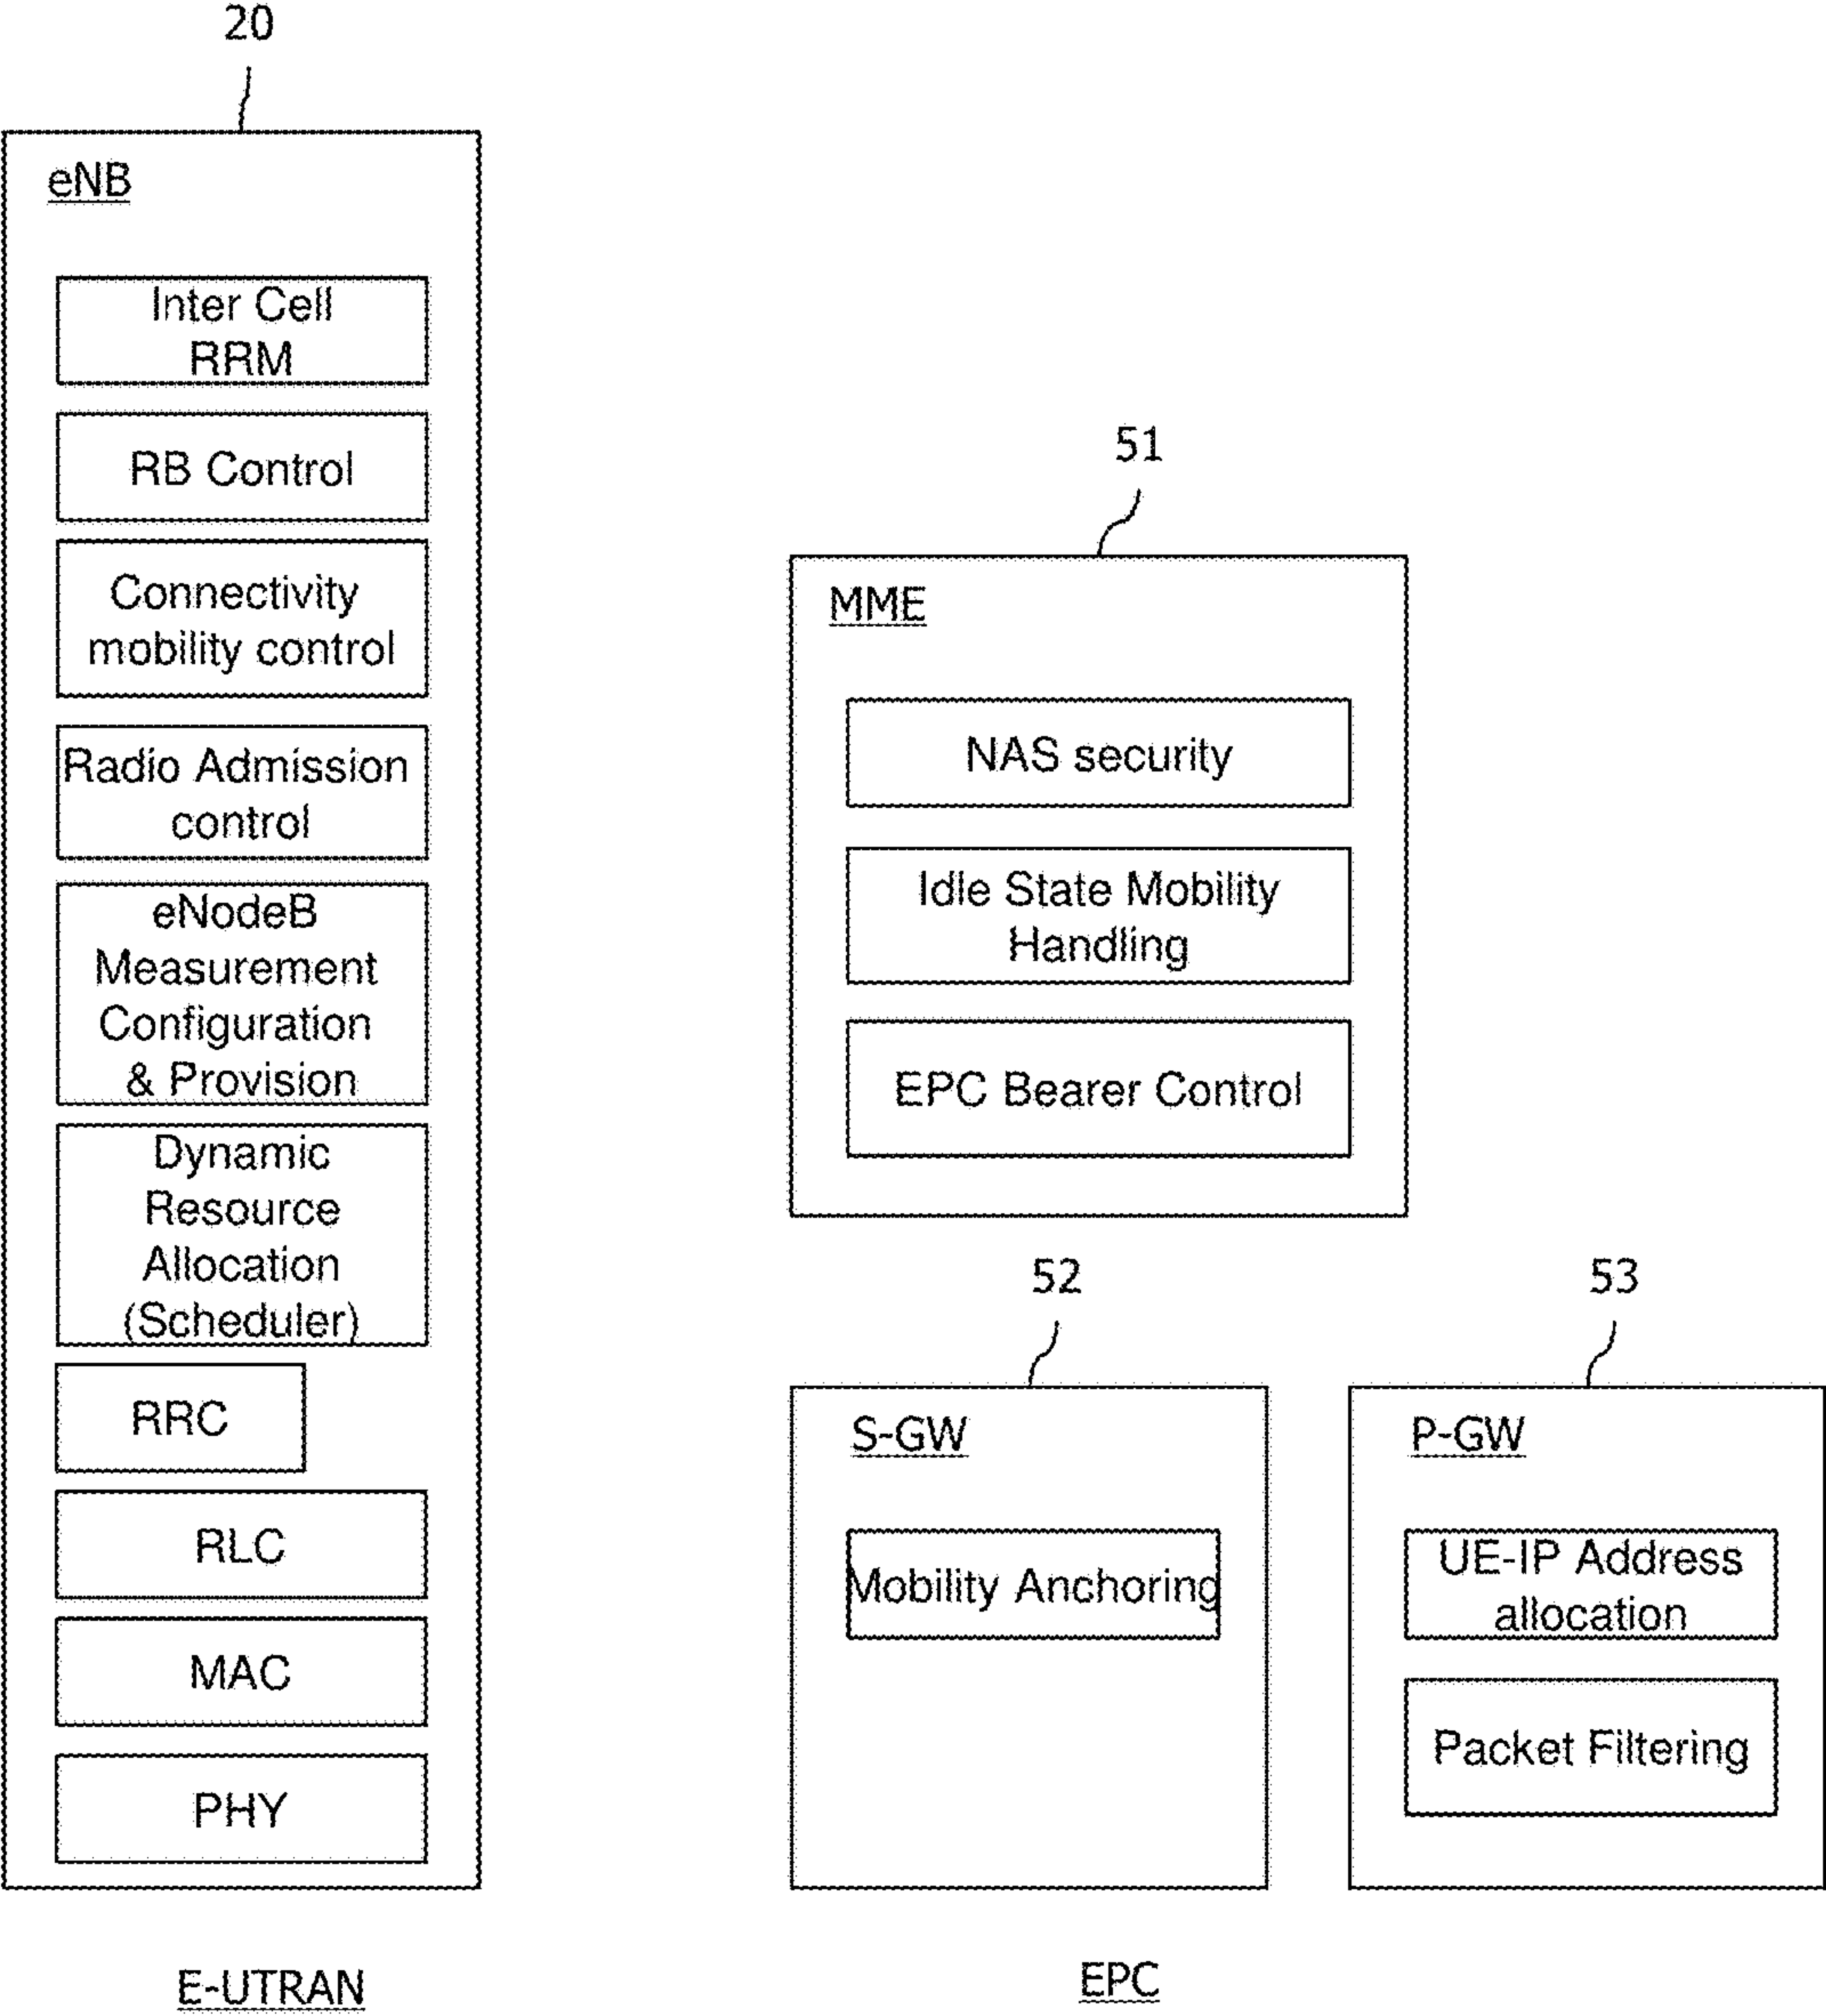 20
eNB
Inter Cell
RRM
RB Control
Connectivity
mobility control
Radio Admission
control
eNodeB
Measurement
Configuration
& Provision
Dynamic
Resource
Allocation
(Scheduler)
RRC
RLC
MAC
PHY
E-UTRAN
51
MME
NAS security
Idle State Mobility
Handling
EPC Bearer Control
52
S-GW
Mobility Anchoring
53
P-GW
UE-IP Address
allocation
Packet Filtering
EPC